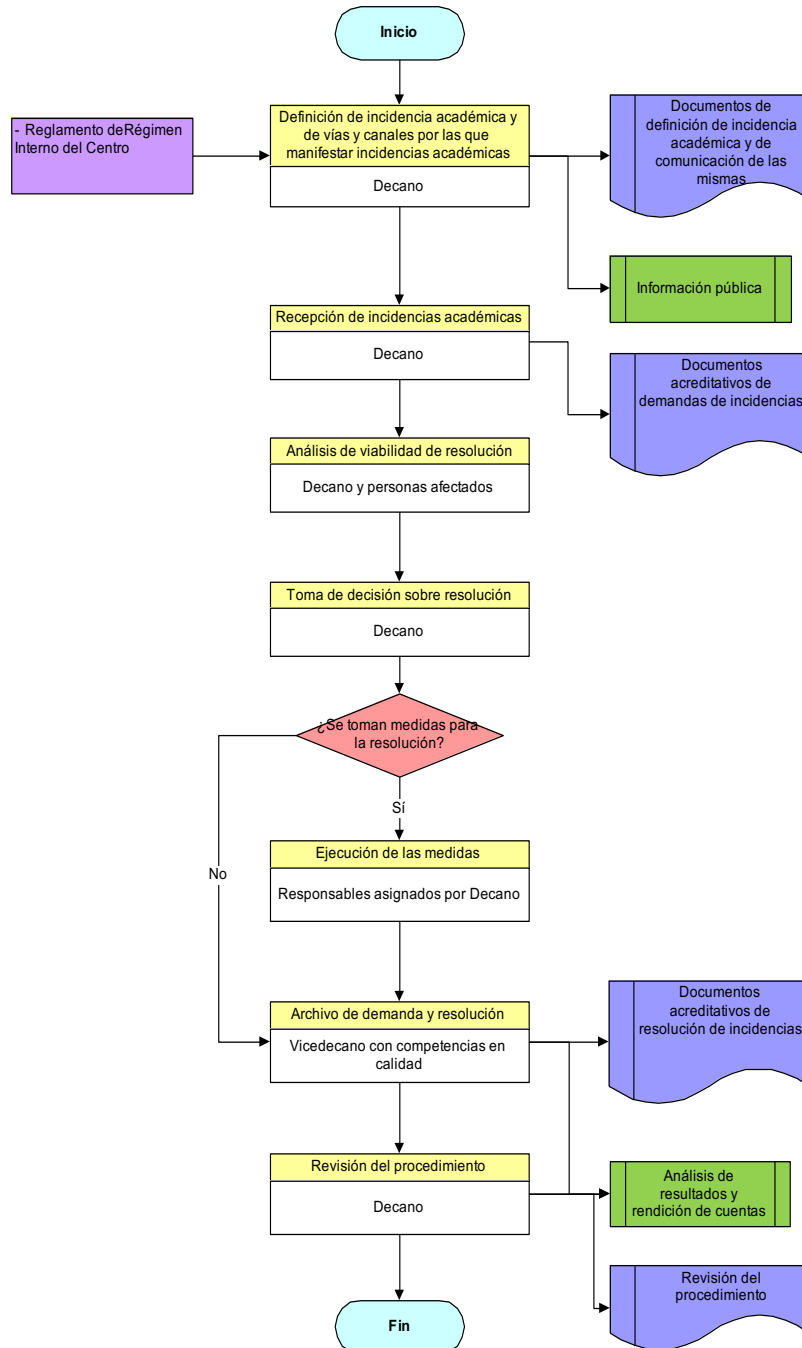 Inicio
- Reglamento deRégimen
Interno del Centro
Definición de incidencia académica y
de vías y canales por las que
manifestar incidencias académicas
Decano
Documentos de
definición de incidencia
académica y de
comunicación de las
mismas
Información pública
Recepción de incidencias académicas
Decano
Documentos
acreditativos de
demandas de incidencias
Análisis de viabilidad de resolución
Decano y personas afectados
Toma de decisión sobre resolución
Decano
¿Se toman medidas para
la resolución?
Sí
No
Ejecución de las medidas
Responsables asignados por Decano
Archivo de demanda y resolución
Vicedecano con competencias en
calidad
Documentos
acreditativos de
resolución de incidencias
Revisión del procedimiento
Decano
Análisis de
resultados y
rendición de cuentas
Revisión del
procedimiento
Fin